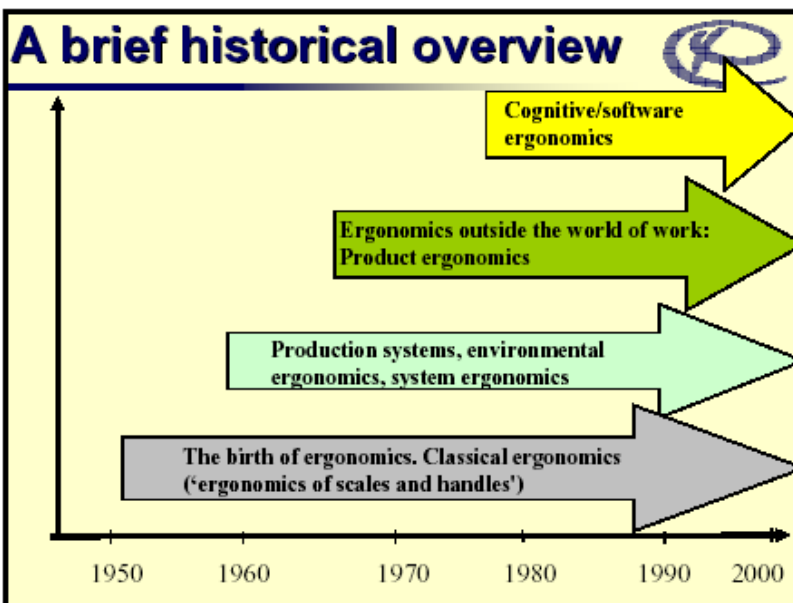 A brief historical overview
Cognitive/software
ergonomics
Ergonomics outside the world of work:
Product ergonomics
Production systems, environmental
ergonomics, system ergonomics
The birth of ergonomics. Classical ergonomics
(‘ergonomics of scales and handles')
1950 1960 1970 1980 1990 2000